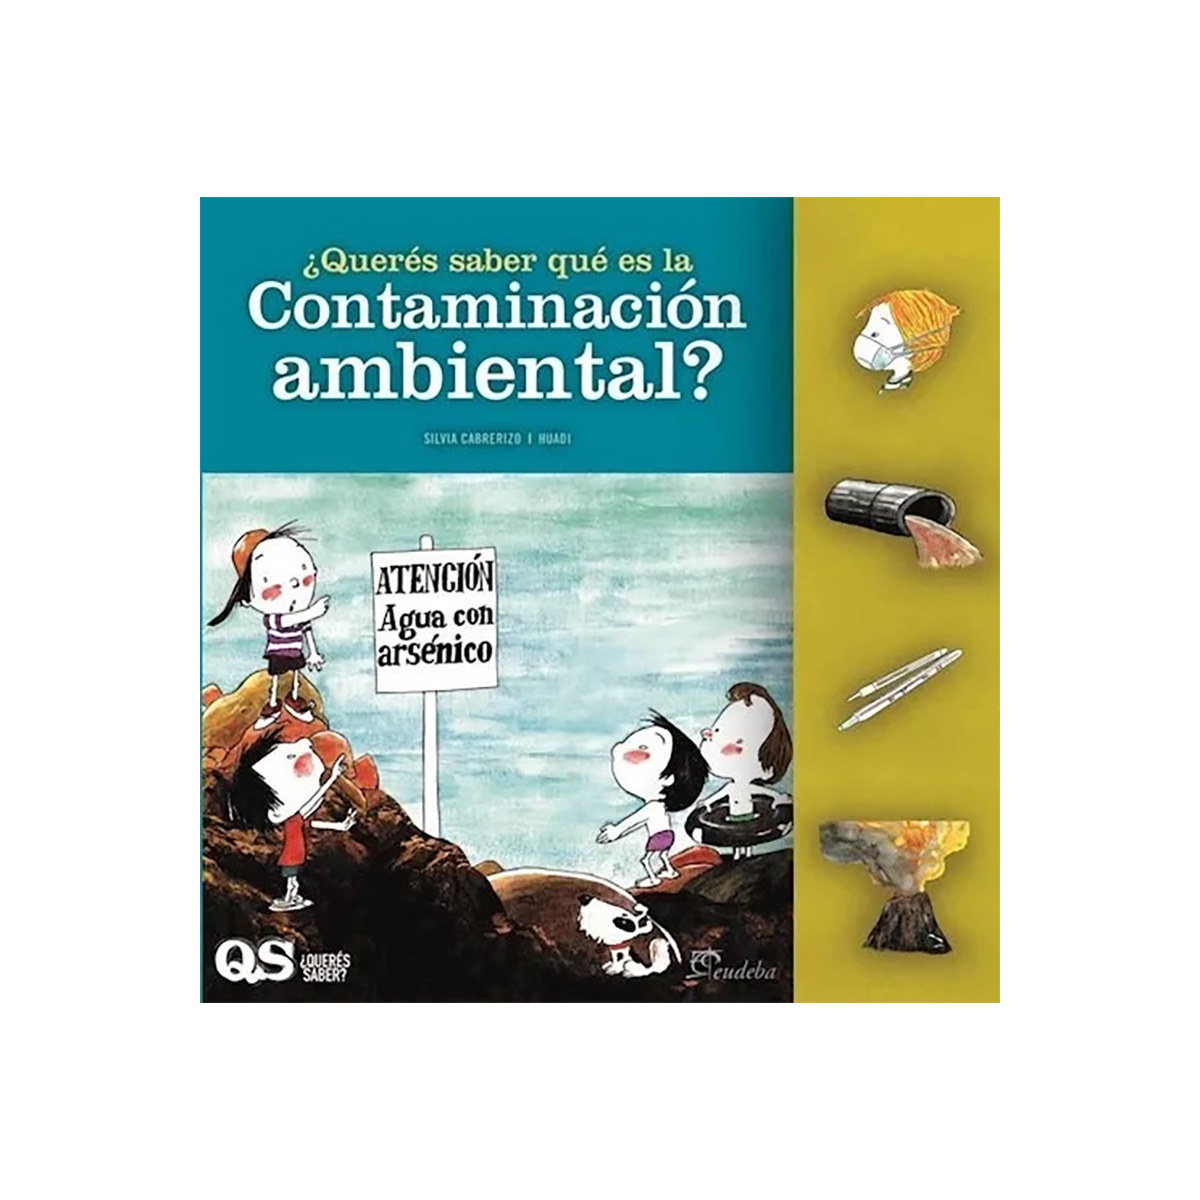 ¿Querés saber qué es la
Contaminación
ambiental?
SILVIA CABRERIZO | HUADI
ATENCIÓN
Agua con
arsénico
QS ¿QUERÉS
SABER?
eudeba